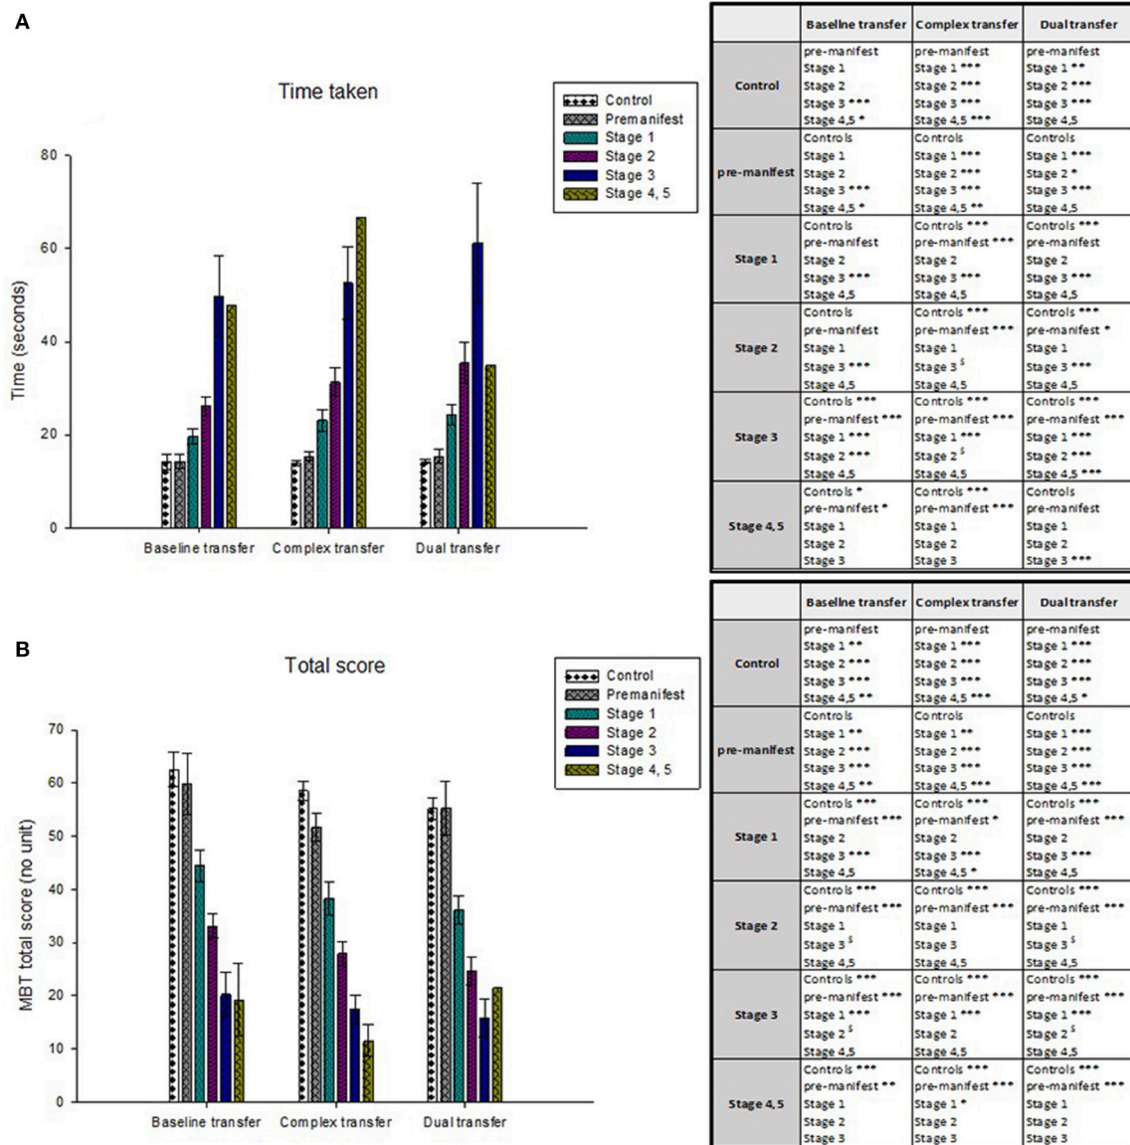 A
Time taken
Control
Premanifest
Stage 1
Stage 2
Stage 3
Stage 4, 5
Time (seconds)
80
60
40
20
0
Baseline transfer Complex transfer Dual transfer
Baseline transfer Complex transfer Dual transfer
Control
pre-manifest pre-manifest pre-manifest
Stage 1 Stage 1 *** Stage 1 **
Stage 2 Stage 2 *** Stage 2 ***
Stage 3 *** Stage 3 *** Stage 3 ***
Stage 4,5 * Stage 4,5 *** Stage 4,5
pre-manifest
Controls Controls Controls
Stage 1 Stage 1 *** Stage 1 ***
Stage 2 Stage 2 *** Stage 2 *
Stage 3 *** Stage 3 *** Stage 3 ***
Stage 4,5 * Stage 4,5 ** Stage 4,5
Stage 1
Controls Controls *** Controls ***
pre-manifest pre-manifest *** pre-manifest
Stage 2 Stage 2 Stage 2
Stage 3 *** Stage 3 *** Stage 3 ***
Stage 4,5 Stage 4,5 Stage 4,5
Stage 2
Controls Controls *** Controls ***
pre-manifest pre-manifest *** pre-manifest *
Stage 1 Stage 1 Stage 1
Stage 3 *** Stage 3 $ Stage 3 ***
Stage 4,5 Stage 4,5 Stage 4,5
Stage 3
Controls *** Controls *** Controls ***
pre-manifest *** pre-manifest *** pre-manifest ***
Stage 1 *** Stage 1 *** Stage 1 ***
Stage 2 *** Stage 2 $ Stage 2 ***
Stage 4,5 Stage 4,5 Stage 4,5 ***
Stage 4, 5
Controls * Controls *** Controls
pre-manifest * pre-manifest *** pre-manifest
Stage 1 Stage 1 Stage 1
Stage 2 Stage 2 Stage 2
Stage 3 Stage 3 Stage 3 ***
B
Total score
Control
Premanifest
Stage 1
Stage 2
Stage 3
Stage 4, 5
MBT total score (no unit)
70
60
50
40
30
20
10
0
Baseline transfer Complex transfer Dual transfer
Baseline transfer Complex transfer Dual transfer
Control
pre-manifest pre-manifest pre-manifest
Stage 1 ** Stage 1 *** Stage 1 ***
Stage 2 *** Stage 2 *** Stage 2 ***
Stage 3 *** Stage 3 *** Stage 3 ***
Stage 4,5 ** Stage 4,5 *** Stage 4,5 *
pre-manifest
Controls Controls Controls
Stage 1 ** Stage 1 ** Stage 1 ***
Stage 2 *** Stage 2 *** Stage 2 ***
Stage 3 *** Stage 3 *** Stage 3 ***
Stage 4,5 ** Stage 4,5 *** Stage 4,5 ***
Stage 1
Controls *** Controls *** Controls ***
pre-manifest *** pre-manifest * pre-manifest ***
Stage 2 Stage 2 Stage 2
Stage 3 *** Stage 3 *** Stage 3 ***
Stage 4,5 Stage 4,5 * Stage 4,5
Stage 2
Controls *** Controls *** Controls ***
pre-manifest *** pre-manifest *** pre-manifest ***
Stage 1 Stage 1 Stage 1
Stage 3 $ Stage 3 Stage 3 $
Stage 4,5 Stage 4,5 Stage 4,5
Stage 3
Controls *** Controls *** Controls ***
pre-manifest *** pre-manifest *** pre-manifest ***
Stage 1 *** Stage 1 *** Stage 1 ***
Stage 2 $ Stage 2 Stage 2 $
Stage 4,5 Stage 4,5 Stage 4,5
Stage 4, 5
Controls *** Controls *** Controls ***
pre-manifest ** pre-manifest *** pre-manifest ***
Stage 1 Stage 1 * Stage 1
Stage 2 Stage 2 Stage 2
Stage 3 Stage 3 Stage 3